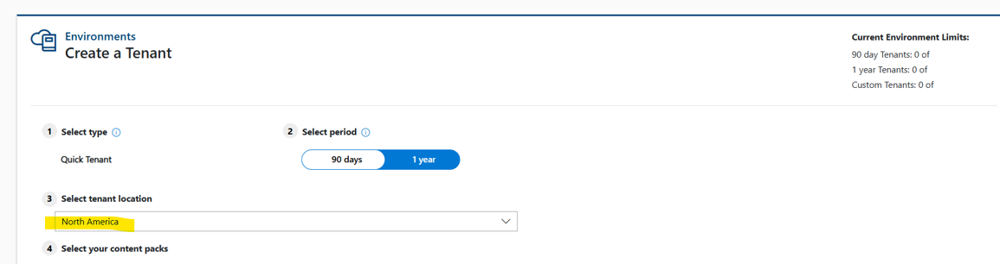 Environments
Create a Tenant
Current Environment Limits:
90 day Tenants: 0 of
1 year Tenants: 0 of
Custom Tenants: 0 of
1 Select type
2 Select period
Quick Tenant
90 days 1 year
3 Select tenant location
North America
4 Select your content packs